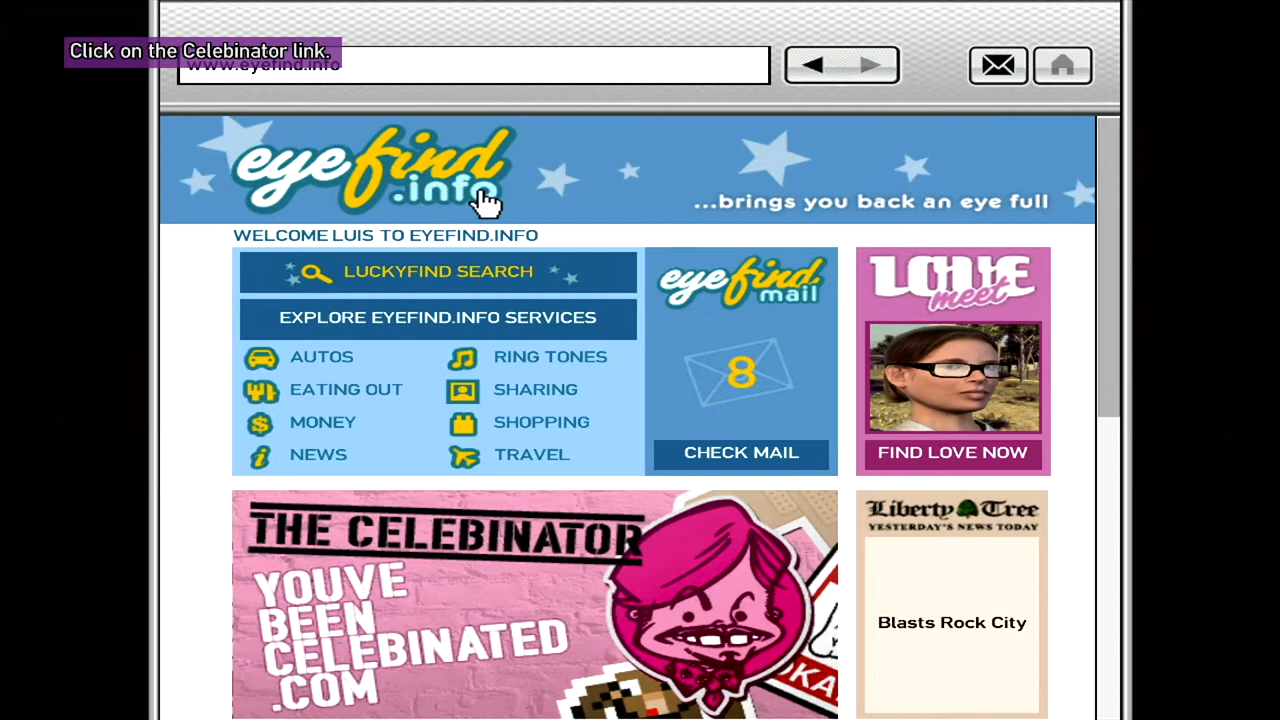 Click on the Celebinator link.
www.eyefind.info
eyefind
.info
...brings you back an eye full
WELCOME LUIS TO EYEFIND.INFO
LUCKYFIND SEARCH
EXPLORE EYEFIND.INFO SERVICES
AUTOS
RING TONES
EATING OUT
SHARING
MONEY
SHOPPING
NEWS
TRAVEL
eyefind
mail
8
CHECK MAIL
LOVE
meet
FIND LOVE NOW
THE CELEBINATOR
YOUVE
BEEN
CELEBINATED
.COM
Liberty Tree
YESTERDAY'S NEWS TODAY
Blasts Rock City